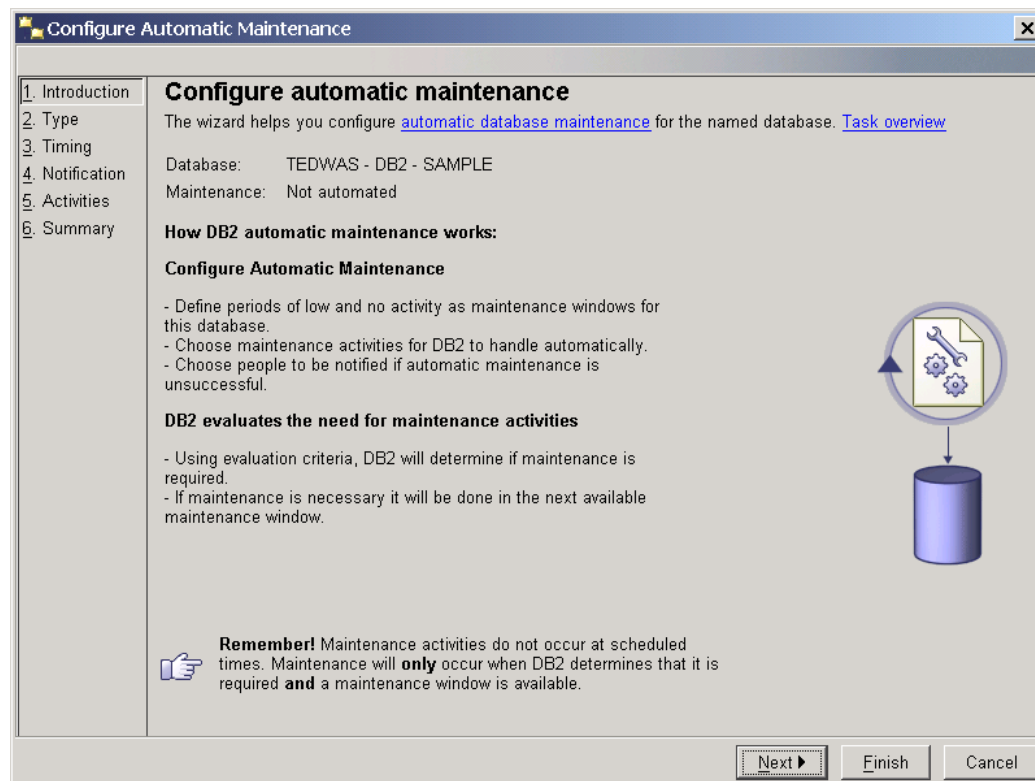 Configure Automatic Maintenance
1. Introduction
2. Type
3. Timing
4. Notification
5. Activities
6. Summary
Configure automatic maintenance
The wizard helps you configure automatic database maintenance for the named database. Task overview
Database: TEDWAS - DB2 - SAMPLE
Maintenance: Not automated
How DB2 automatic maintenance works:
Configure Automatic Maintenance
- Define periods of low and no activity as maintenance windows for
this database.
- Choose maintenance activities for DB2 to handle automatically.
- Choose people to be notified if automatic maintenance is
unsuccessful.
DB2 evaluates the need for maintenance activities
- Using evaluation criteria, DB2 will determine if maintenance is
required.
- If maintenance is necessary it will be done in the next available
maintenance window.
Remember! Maintenance activities do not occur at scheduled
times. Maintenance will only occur when DB2 determines that it is
required and a maintenance window is available.
Next
Finish
Cancel